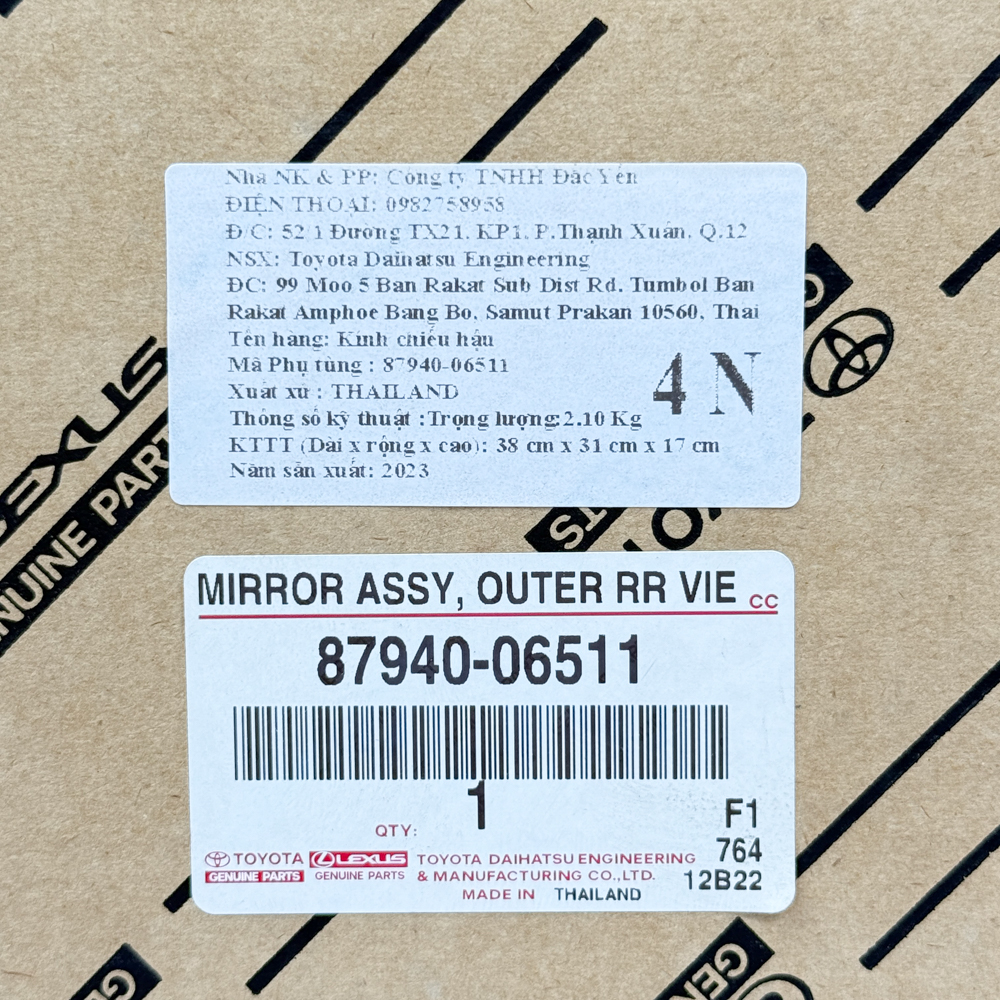 Nhà NK & PP: Công ty TNHH Đắc Yến
ĐIỆN THOẠI: 0982758958
Đ/C: 52/1 Đường TX21, KP1, P.Thạnh Xuân, Q.12
NSX: Toyota Daihatsu Engineering
ĐC: 99 Moo 5 Ban Rakat Sub Dist Rd. Tumbol Ban
Rakat Amphoe Bang Bo, Samut Prakan 10560, Thai
Tên hàng: Kính chiếu hậu
Mã Phụ tùng : 87940-06511
Xuất xứ : THAILAND
4 N
Thông số kỹ thuật :Trọng lượng:2.10 Kg
KTTT (Dài x rộng x cao): 38 cm x 31 cm x 17 cm
Năm sản xuất: 2023
LEXUS
GENUINE PARTS
MIRROR ASSY, OUTER RR VIE CC
87940-06511
1
QTY:
F1
764
12B22
TOYOTA
GENUINE PARTS
LEXUS
GENUINE PARTS
TOYOTA DAIHATSU ENGINEERING
& MANUFACTURING CO.,LTD.
MADE IN THAILAND
GEN
GEN